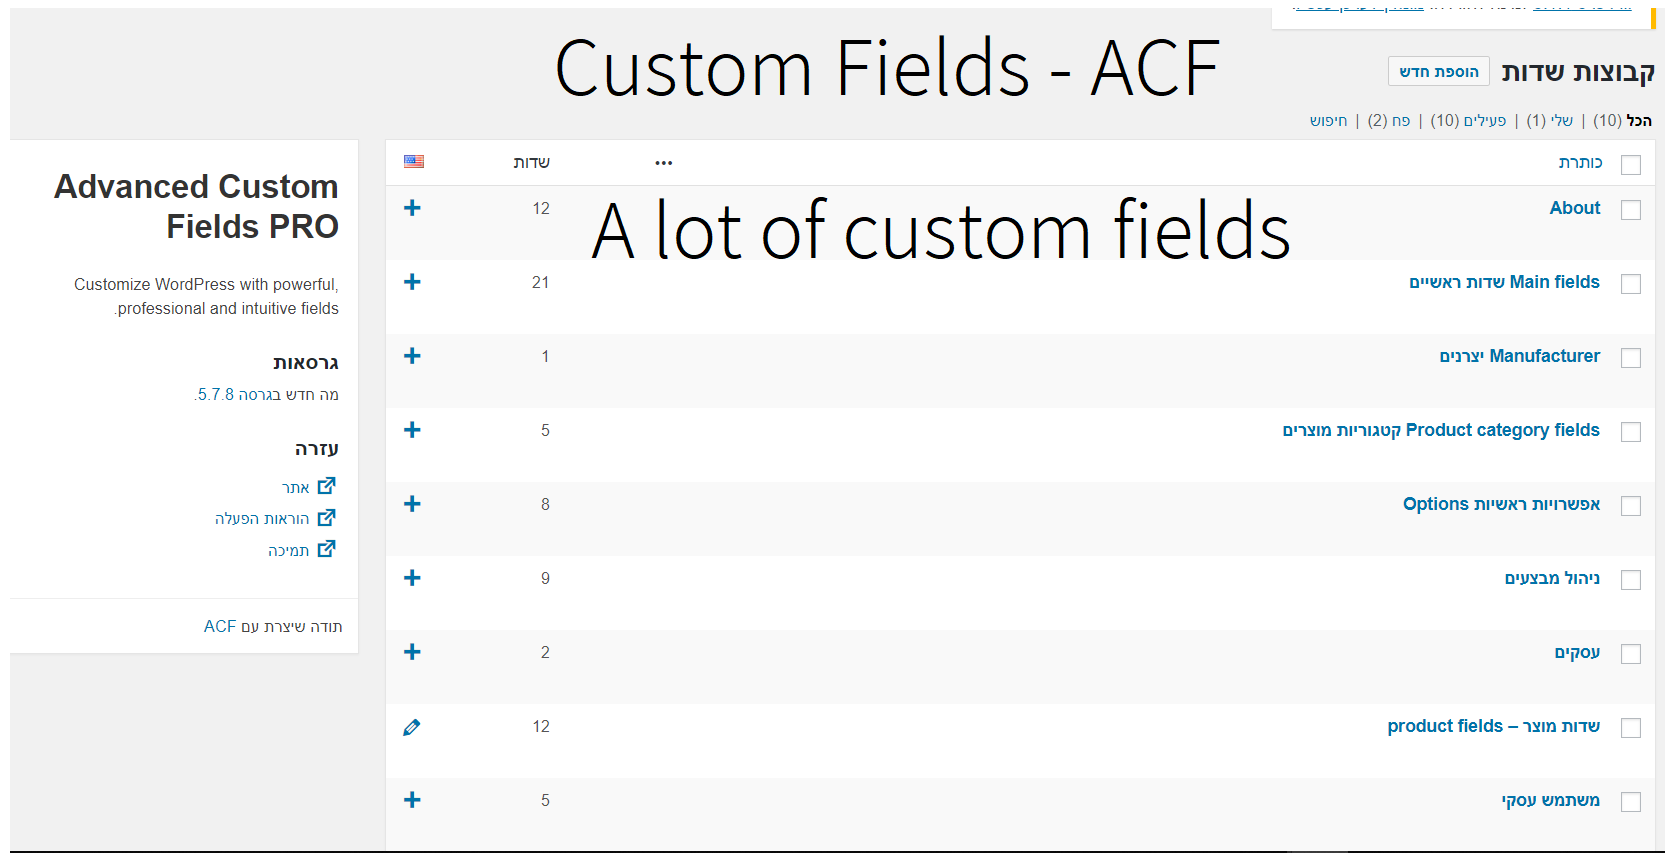 Custom Fields - ACF
קבוצות שדות
הוספת חדש
הכל (10) | שלי (1) | פעילים (10) | פח (2) | חיפוש
כותרת
שדות
A lot of custom fields
About
12
Main fields שדות ראשיים
21
Manufacturer יצרנים
1
Product category fields קטגוריות מוצרים
5
אפשרויות ראשיות Options
8
ניהול מבצעים
9
עסקים
2
שדות מוצר – product fields
12
משתמש עסקי
5
Advanced Custom
Fields PRO
Customize WordPress with powerful,
professional and intuitive fields.
גרסאות
מה חדש בגרסה 5.7.8.
עזרה
אתר
הוראות הפעלה
תמיכה
תודה שיצרת עם ACF